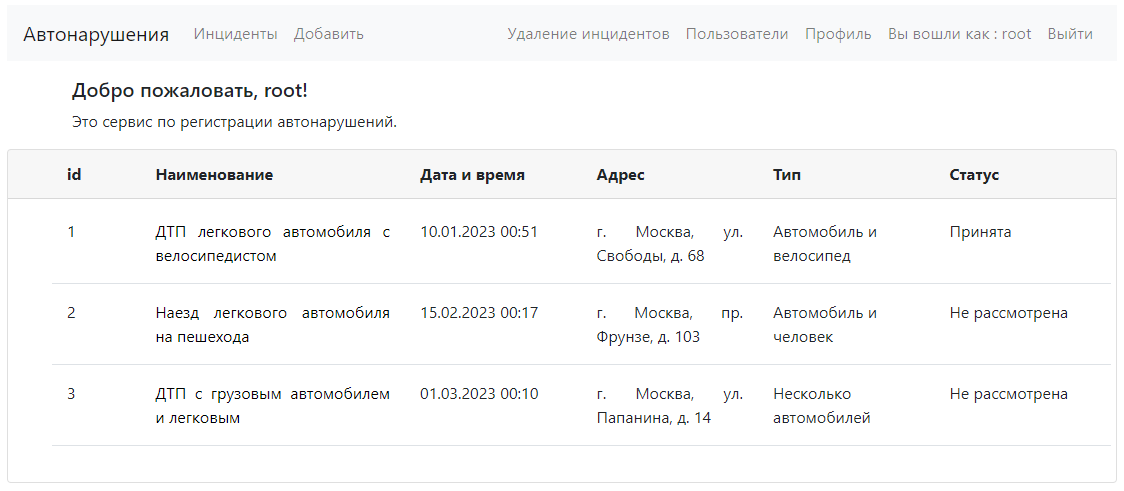 Автонарушения Инциденты Добавить Удаление инцидентов Пользователи Профиль Вы вошли как : root Выйти
Добро пожаловать, root!
Это сервис по регистрации автонарушений.
id Наименование Дата и время Адрес Тип Статус
1 ДТП легкового автомобиля с 10.01.2023 00:51 г. Москва, ул. Автомобиль и Принята
велосипедистом Свободы, д. 68 велосипед
2 Наезд легкового автомобиля 15.02.2023 00:17 г. Москва, пр. Автомобиль и Не рассмотрена
на пешехода Фрунзе, д. 103 человек
3 ДТП с грузовым автомобилем 01.03.2023 00:10 г. Москва, ул. Несколько Не рассмотрена
и легковым Папанина, д. 14 автомобилей